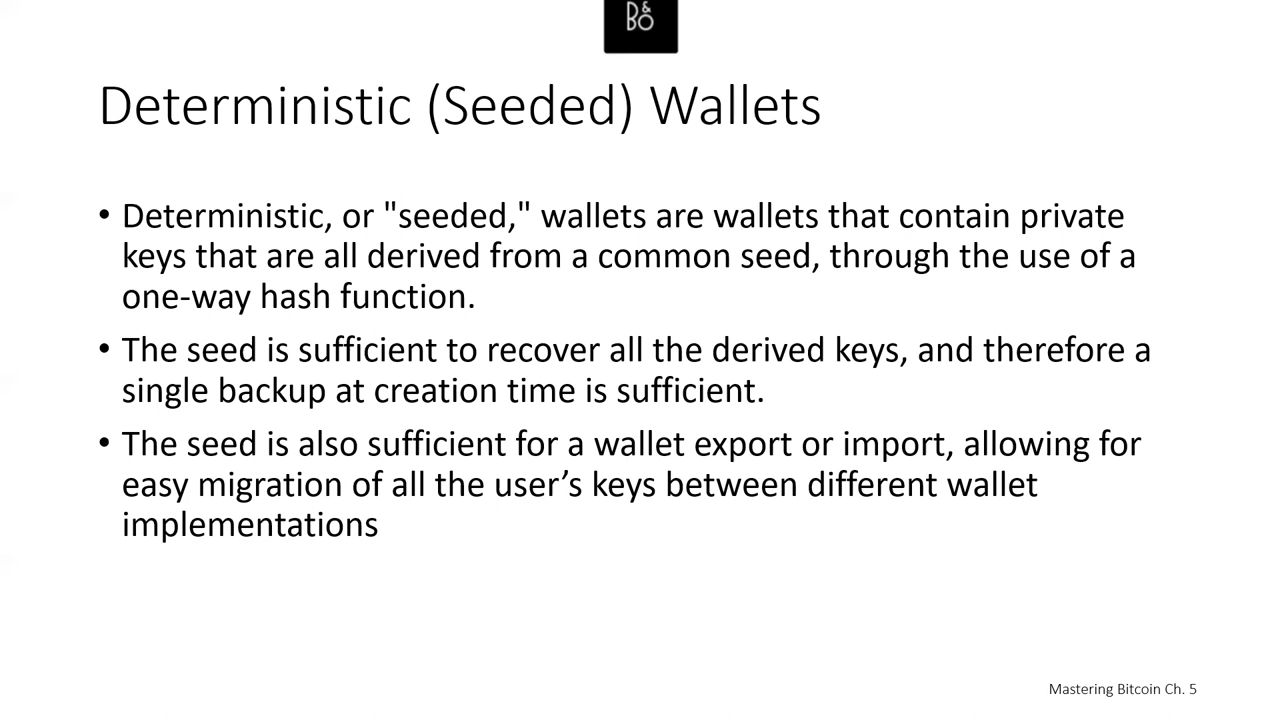 B&O
Deterministic (Seeded) Wallets
• Deterministic, or "seeded," wallets are wallets that contain private
keys that are all derived from a common seed, through the use of a
one-way hash function.
• The seed is sufficient to recover all the derived keys, and therefore a
single backup at creation time is sufficient.
• The seed is also sufficient for a wallet export or import, allowing for
easy migration of all the user’s keys between different wallet
implementations
Mastering Bitcoin Ch. 5